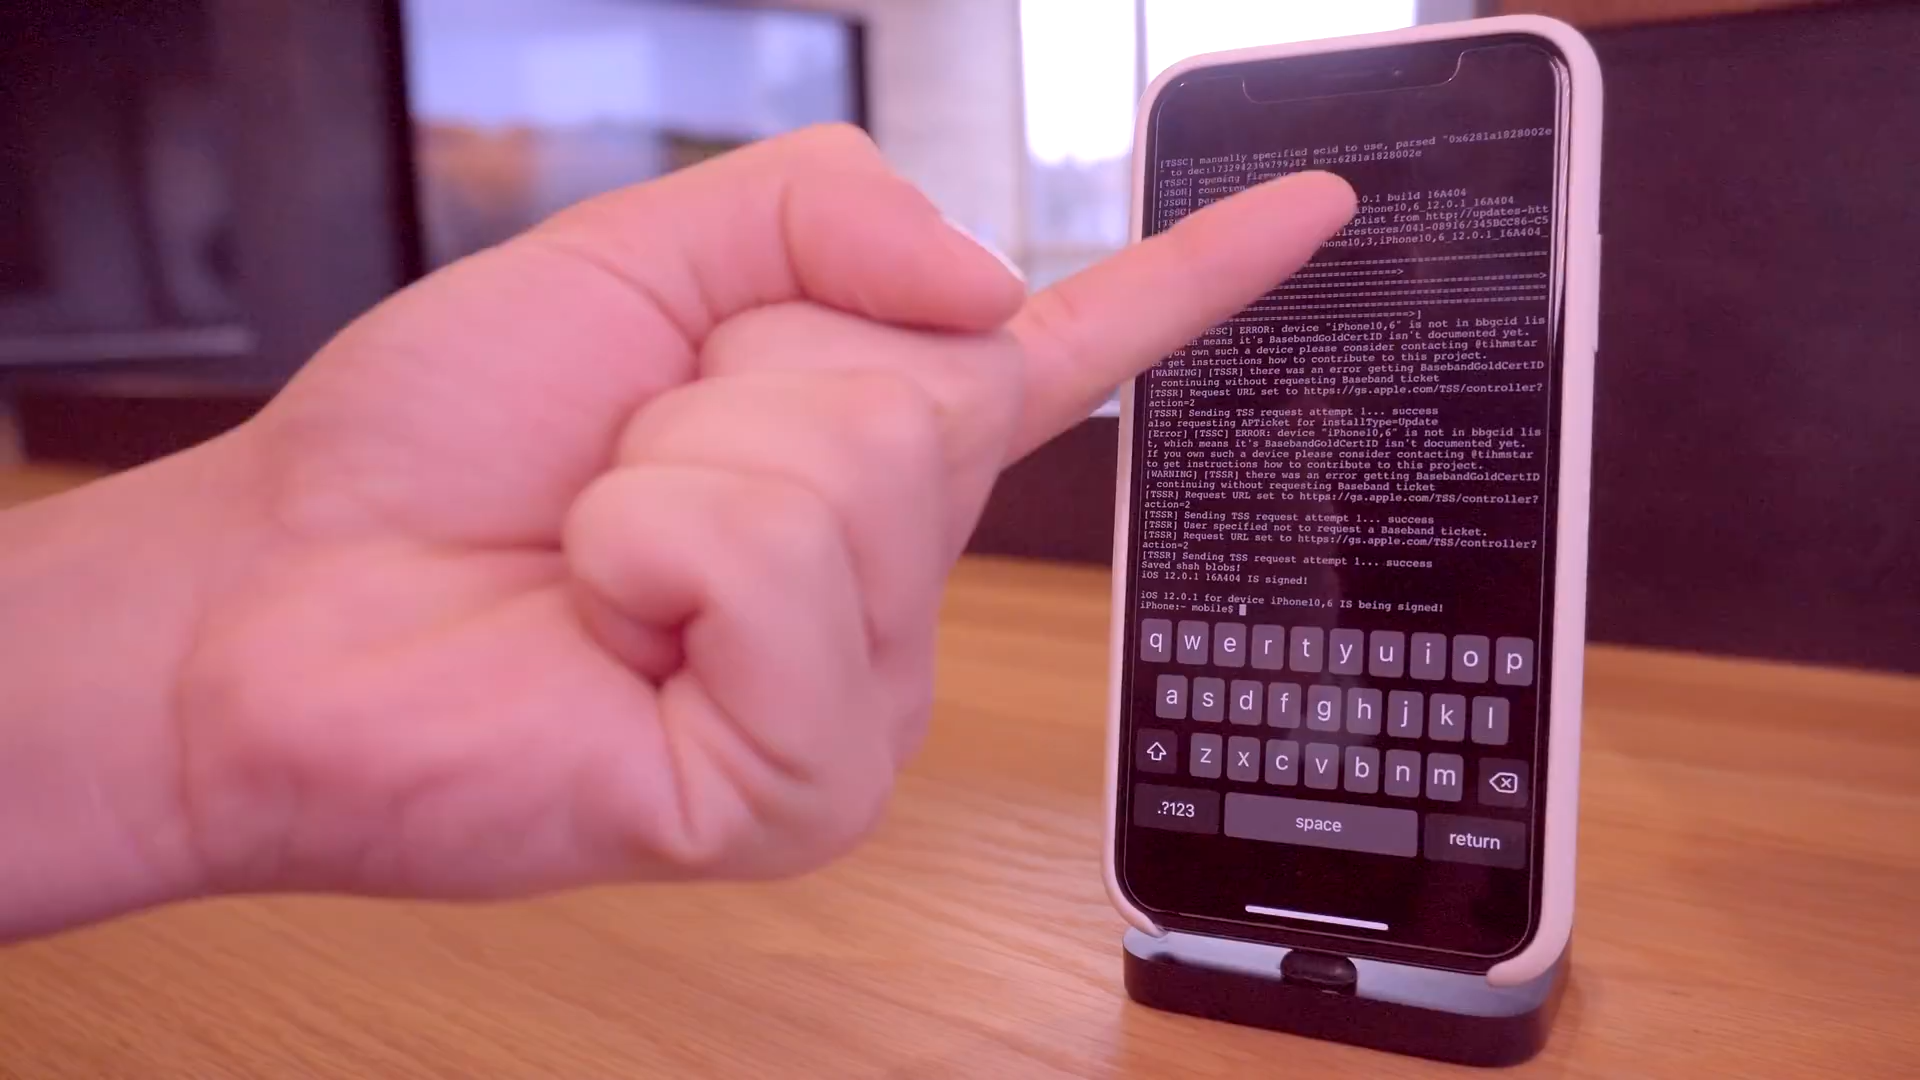 [TSSC] manually specified ecid to use, parsed "0x6281a1828002e
" to dec:1732942399799342 hex:6281a1828002e
[TSSC] opening
[JSON]
.0.1 build 16A404
iPhone10,6_12.0.1_16A404
.plist from http://updates-htt
llrestores/041-08916/345BCC86-C5
hone10,3,iPhone10,6_12.0.1_16A404_
================================
===================>
================================>
================================
===================>]
TSSC] ERROR: device "iPhone10,6" is not in bbgcid lis
ch means it's BasebandGoldCertID isn't documented yet.
you own such a device please consider contacting @tihmstar
to get instructions how to contribute to this project.
[WARNING] [TSSR] there was an error getting BasebandGoldCertID
, continuing without requesting Baseband ticket
[TSSR] Request URL set to https://gs.apple.com/TSS/controller?
action=2
[TSSR] Sending TSS request attempt 1... success
also requesting APTicket for installType=Update
[Error] [TSSC] ERROR: device "iPhone10,6" is not in bbgcid lis
t, which means it's BasebandGoldCertID isn't documented yet.
If you own such a device please consider contacting @tihmstar
to get instructions how to contribute to this project.
[WARNING] [TSSR] there was an error getting BasebandGoldCertID
, continuing without requesting Baseband ticket
[TSSR] Request URL set to https://gs.apple.com/TSS/controller?
action=2
[TSSR] Sending TSS request attempt 1... success
[TSSR] User specified not to request a Baseband ticket.
[TSSR] Request URL set to https://gs.apple.com/TSS/controller?
action=2
[TSSR] Sending TSS request attempt 1... success
Saved shsh blobs!
iOS 12.0.1 16A404 IS signed!
iOS 12.0.1 for device iPhone10,6 IS being signed!
iPhone:~ mobile$
q w e r t y u i o p
a s d f g h j k l
z x c v b n m
.?123 space return